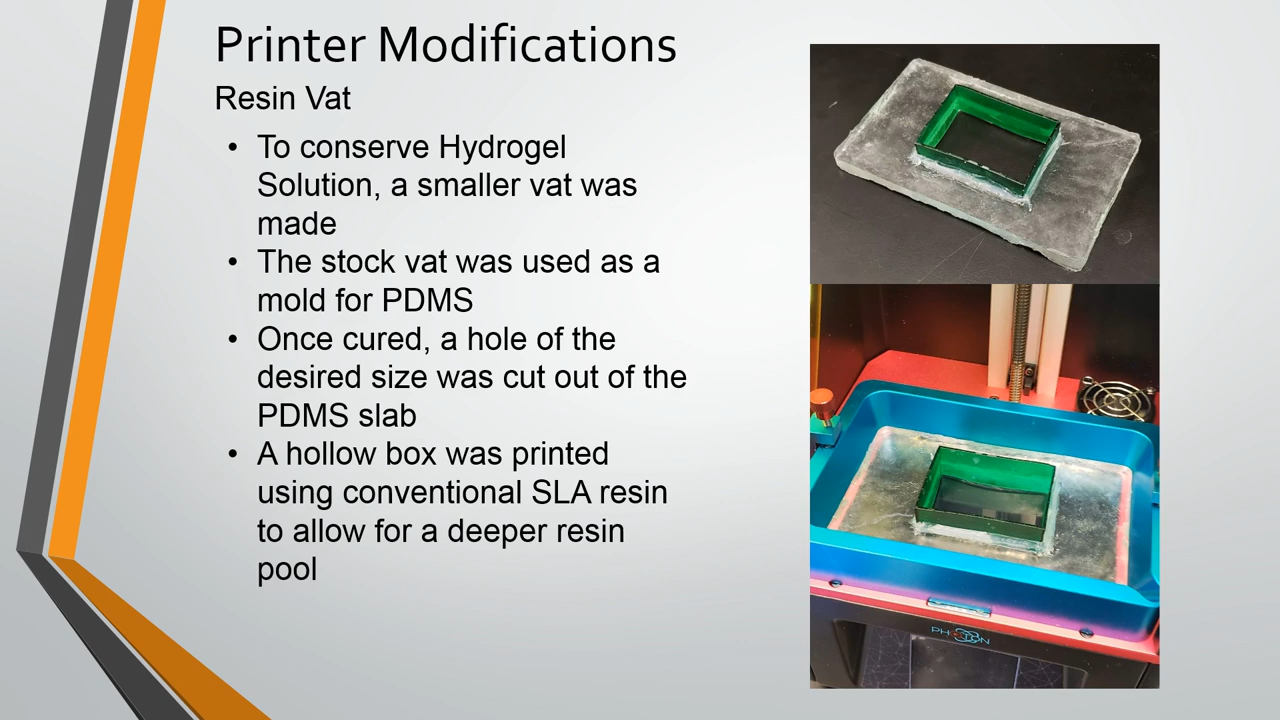 Printer Modifications
Resin Vat
• To conserve Hydrogel
Solution, a smaller vat was
made
• The stock vat was used as a
mold for PDMS
• Once cured, a hole of the
desired size was cut out of the
PDMS slab
• A hollow box was printed
using conventional SLA resin
to allow for a deeper resin
pool
PHOTON